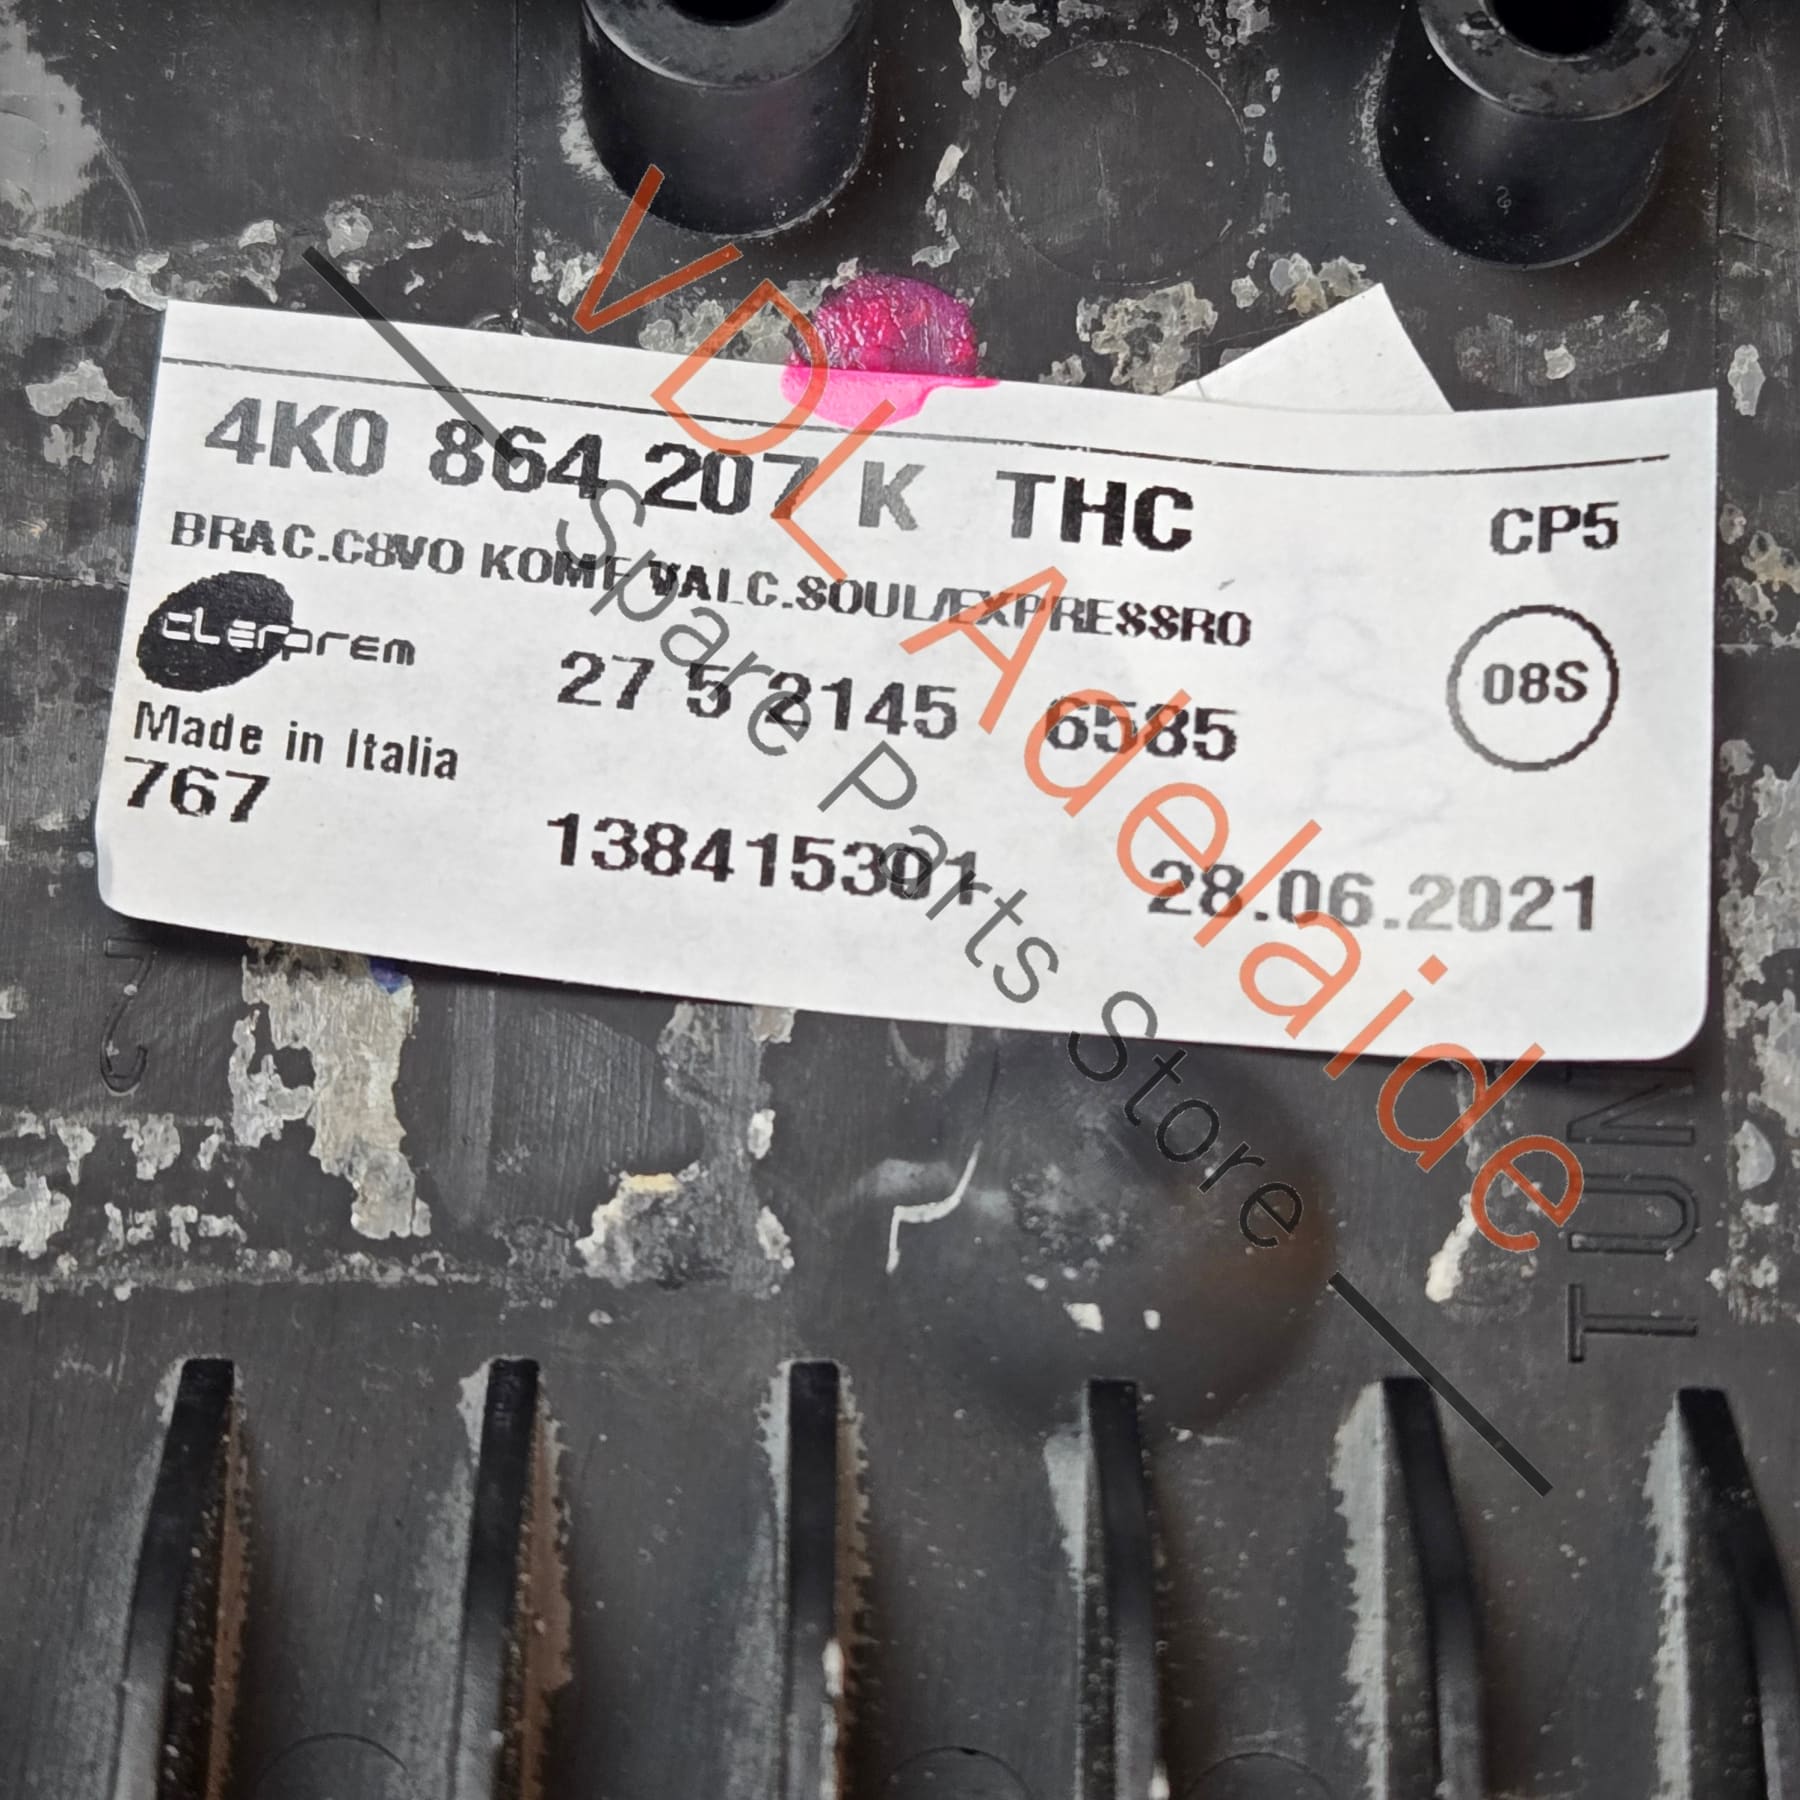 4K0 864 207 K THC CP5
BRAC.C8VO KOMF VALC.SOUL/EXPRESSRO
clerprem
27 5 2145 6585
08S
Made in Italia
767
138415301 28.06.2021
VDL Adelaide
Spare Parts Store
TÜN